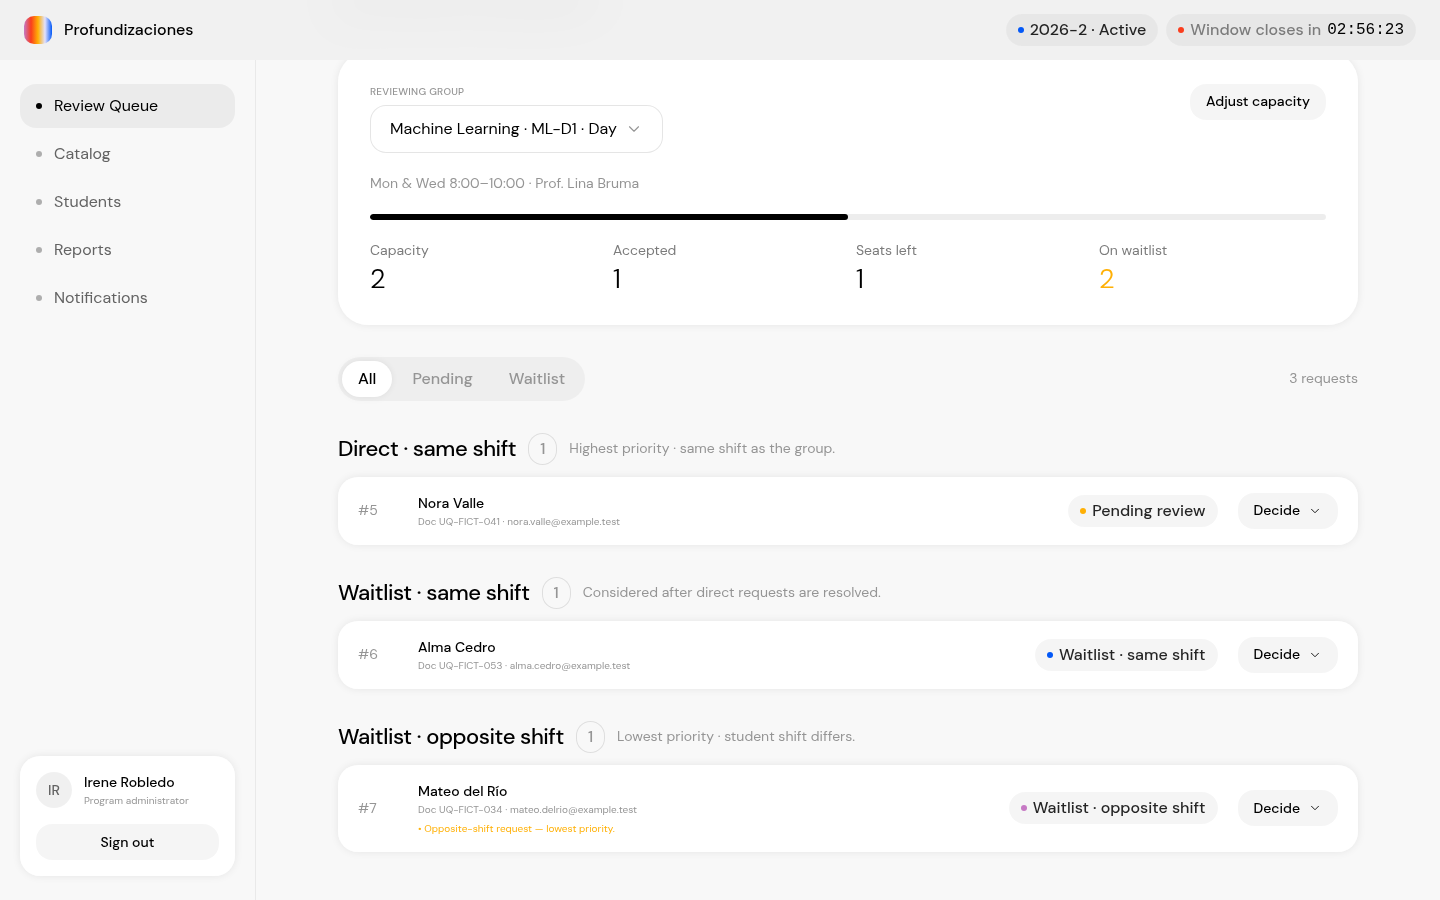 Profundizaciones
2026-2 · Active
Window closes in 02:56:23
Review Queue
Catalog
Students
Reports
Notifications
Irene Robledo
IR
Program administrator
Sign out
REVIEWING GROUP
Adjust capacity
Machine Learning · ML-D1 · Day
Mon & Wed 8:00–10:00 · Prof. Lina Bruma
Capacity
2
Accepted
1
Seats left
1
On waitlist
2
All
Pending
Waitlist
3 requests
Direct · same shift 1 Highest priority · same shift as the group.
#5
Nora Valle
Doc UQ-FICT-041 · nora.valle@example.test
Pending review
Decide
Waitlist · same shift 1 Considered after direct requests are resolved.
#6
Alma Cedro
Doc UQ-FICT-053 · alma.cedro@example.test
Waitlist · same shift
Decide
Waitlist · opposite shift 1 Lowest priority · student shift differs.
#7
Mateo del Río
Doc UQ-FICT-034 · mateo.delrio@example.test
• Opposite-shift request — lowest priority.
Waitlist · opposite shift
Decide